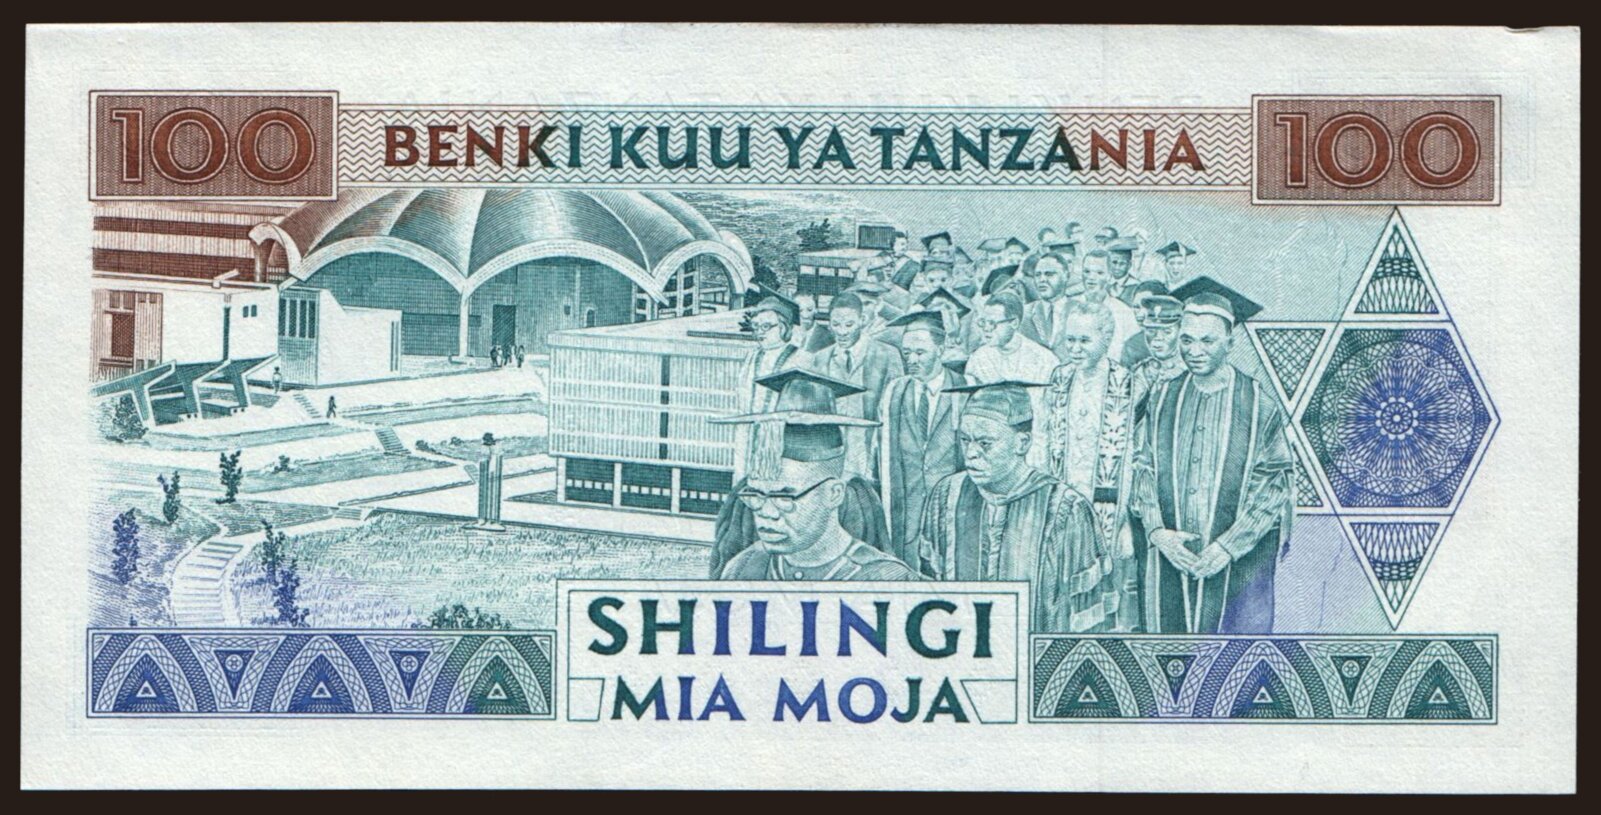 100 BENKI KUU YA TANZANIA 100
SHILINGI
MIA MOJA